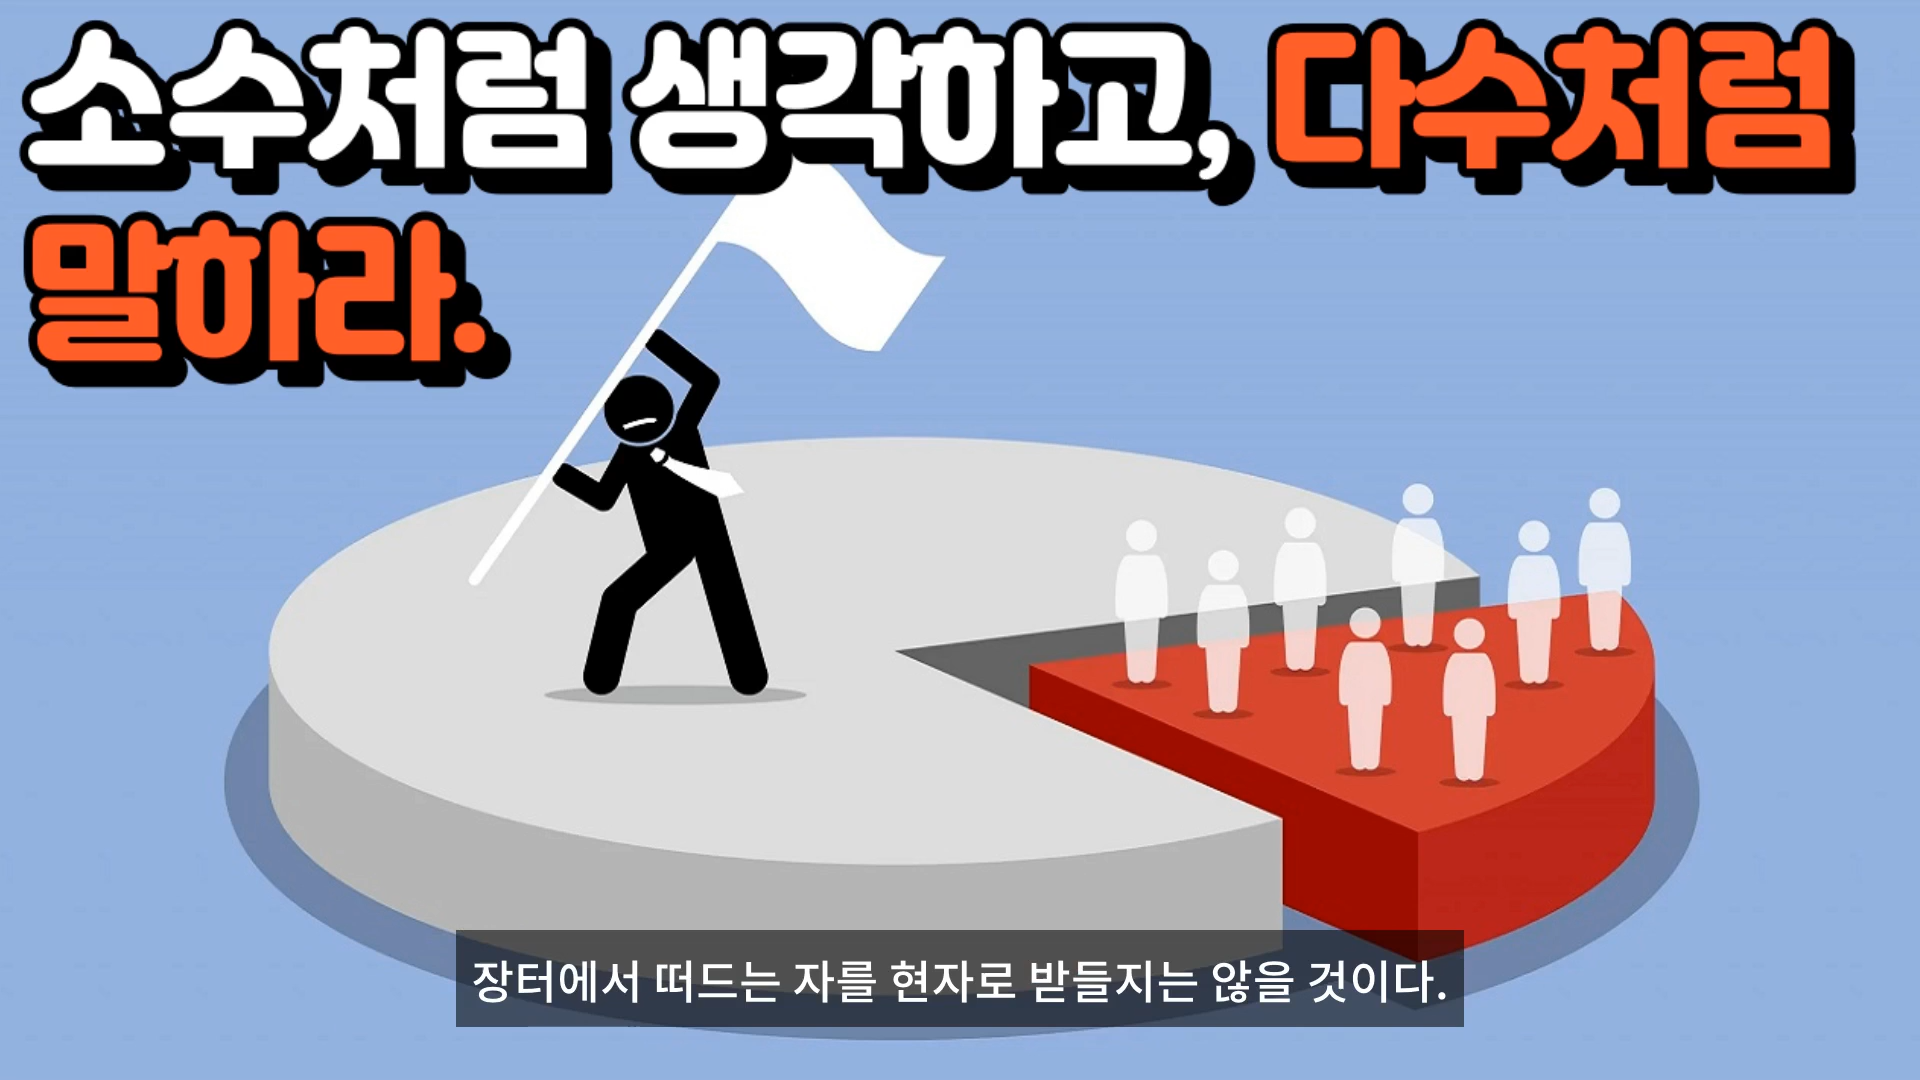 소수처럼 생각하고, 다수처럼
말하라.
장터에서 떠드는 자를 현자로 받들지는 않을 것이다.